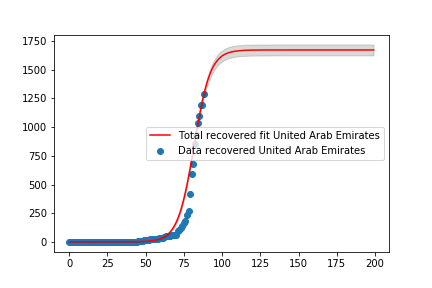 1750
1500
1250
1000
750
500
250
0
Total recovered fit United Arab Emirates
Data recovered United Arab Emirates
0 25 50 75 100 125 150 175 200